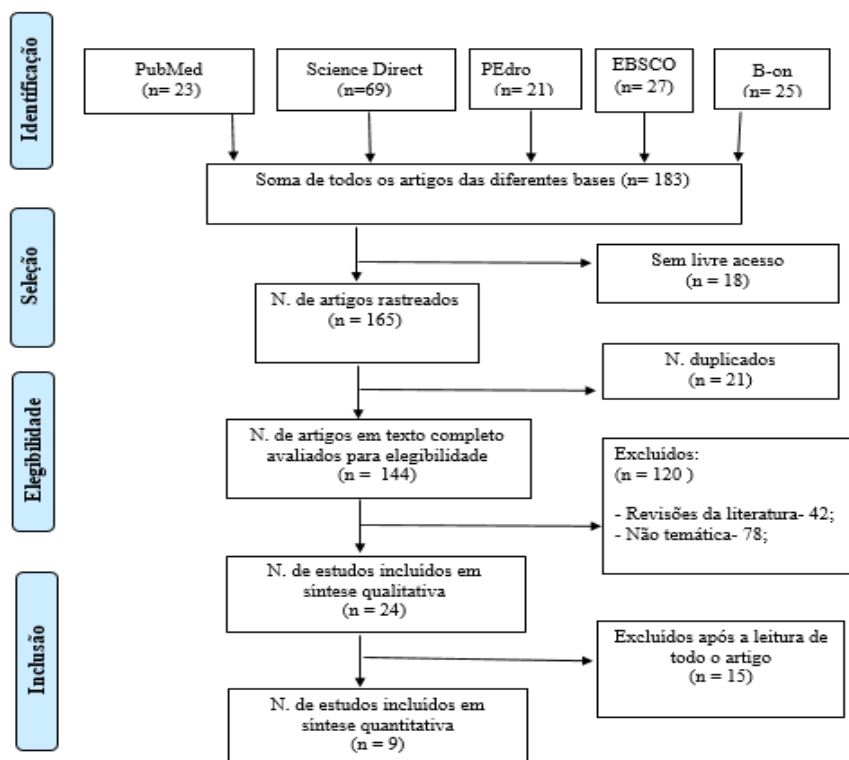 Identificação
PubMed
(n= 23)
Science Direct
(n=69)
PEdro
(n= 21)
EBSCO
(n= 27)
B-on
(n= 25)
Soma de todos os artigos das diferentes bases (n= 183)
Seleção
Sem livre acesso
(n = 18)
N. de artigos rastreados
(n = 165)
N. duplicados
(n = 21)
Elegibilidade
N. de artigos em texto completo
avaliados para elegibilidade
(n = 144)
Excluídos:
(n = 120 )
- Revisões da literatura- 42;
- Não temática- 78;
Inclusão
N. de estudos incluídos em
síntese qualitativa
(n = 24)
Excluídos após a leitura de
todo o artigo
(n = 15)
N. de estudos incluídos em
síntese quantitativa
(n = 9)